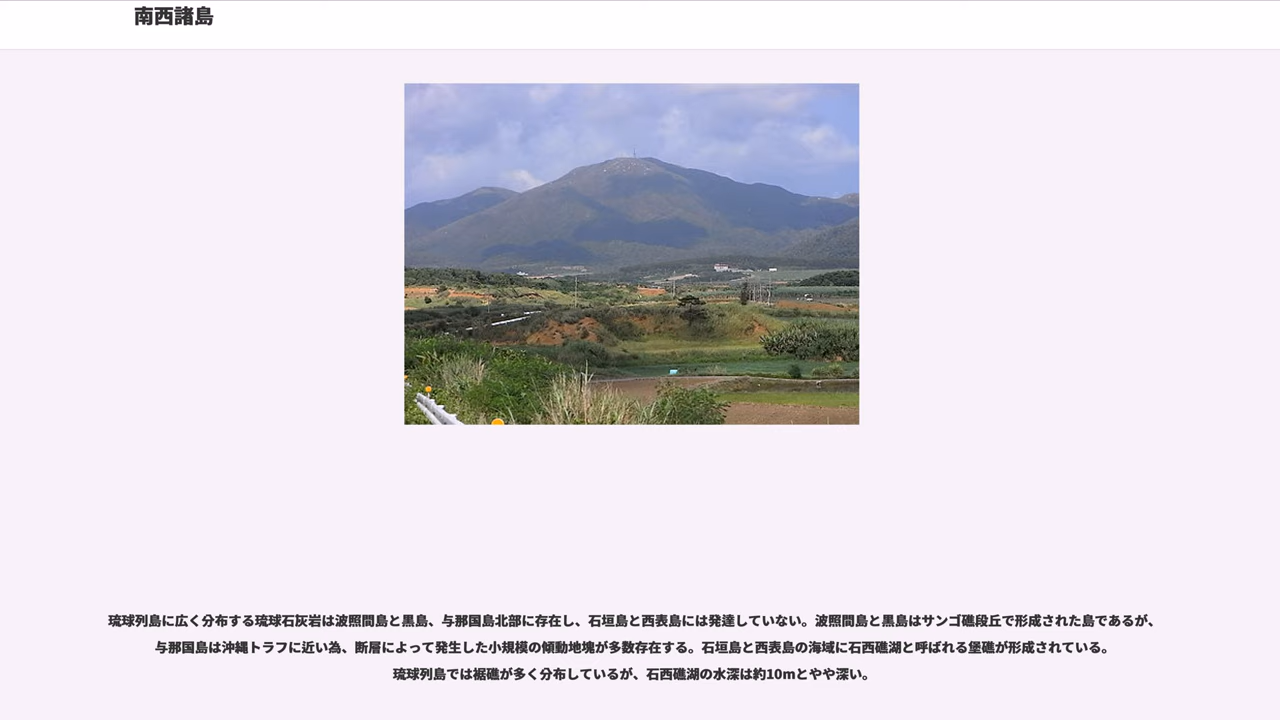 南西諸島
琉球列島に広く分布する琉球石灰岩は波照間島と黒島、与那国島北部に存在し、石垣島と西表島には発達していない。波照間島と黒島はサンゴ礁段丘で形成された島であるが、
与那国島は沖縄トラフに近い為、断層によって発生した小規模の傾動地塊が多数存在する。石垣島と西表島の海域に石西礁湖と呼ばれる堡礁が形成されている。
琉球列島では裾礁が多く分布しているが、石西礁湖の水深は約10mとやや深い。